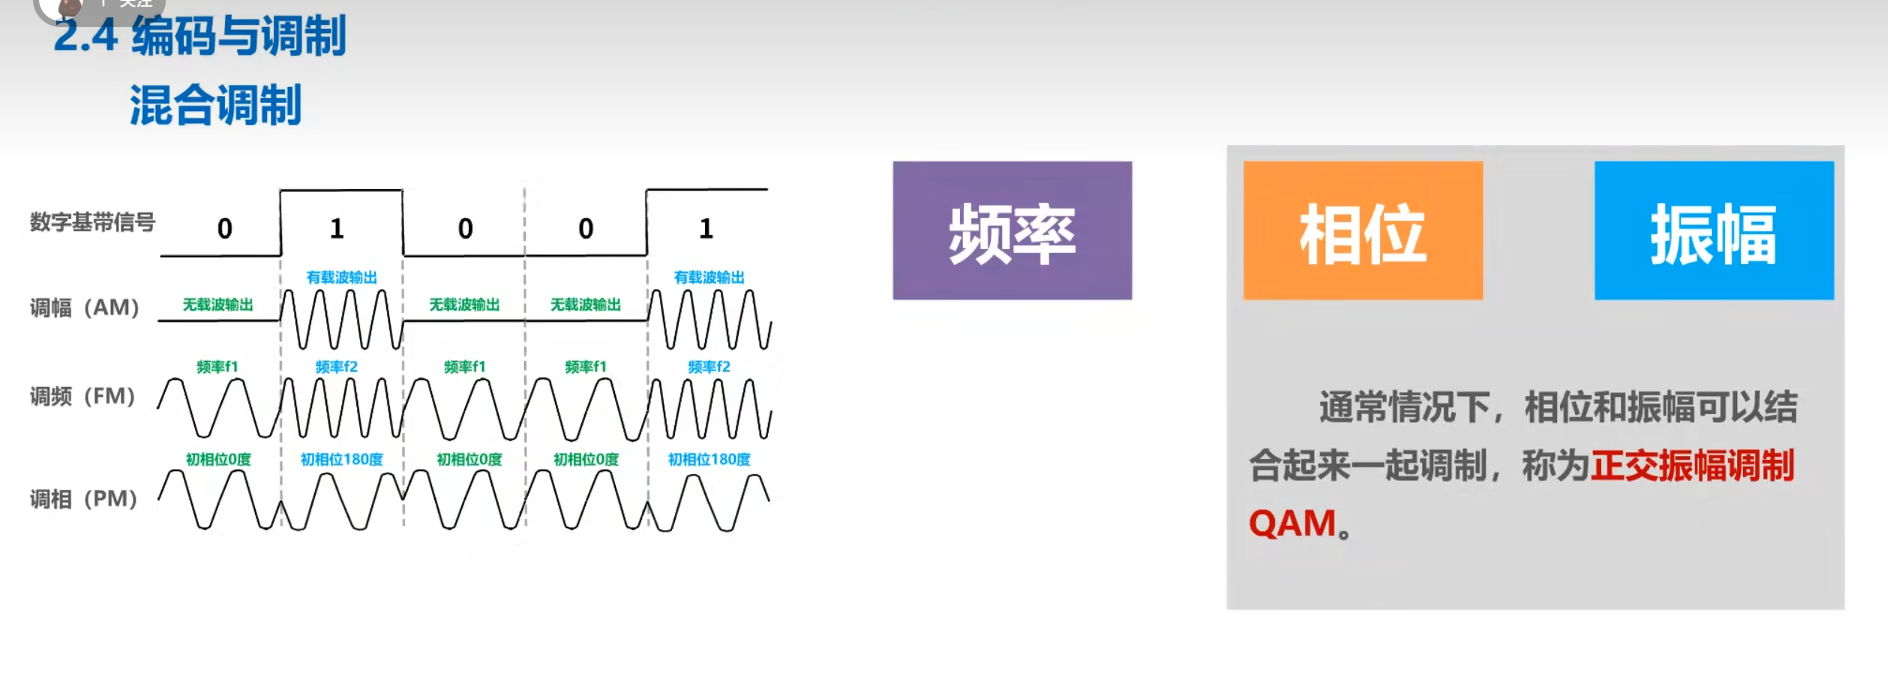 关注
2.4 编码与调制
混合调制
数字基带信号
0 1 0 0 1
调幅（AM）
无载波输出 有载波输出 无载波输出 无载波输出 有载波输出
调频（FM）
频率f1 频率f2 频率f1 频率f1 频率f2
调相（PM）
初相位0度 初相位180度 初相位0度 初相位0度 初相位180度
频率
相位
振幅
通常情况下，相位和振幅可以结
合起来一起调制，称为正交振幅调制
QAM。